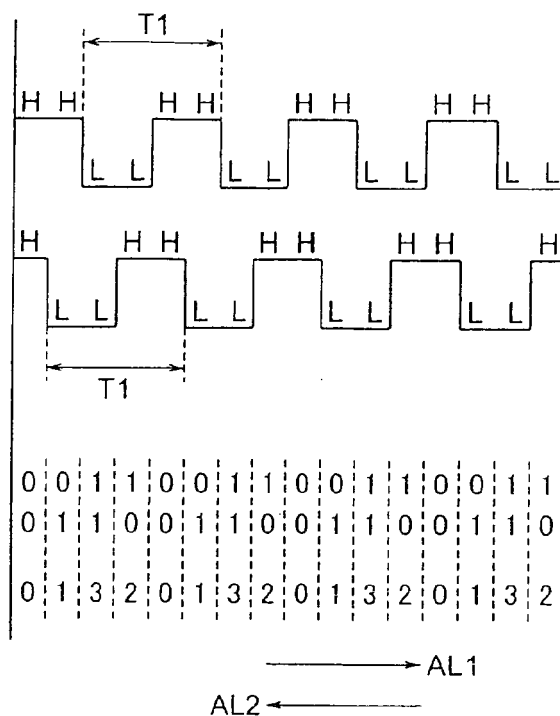 T1
H H H H H H H H
L L L L L L L L
H H H H H H H H
L L L L L L L L
T1
0 0 1 1 0 0 1 1 0 0 1 1 0 0 1 1
0 1 1 0 0 1 1 0 0 1 1 0 0 1 1 0
0 1 3 2 0 1 3 2 0 1 3 2 0 1 3 2
AL1
AL2